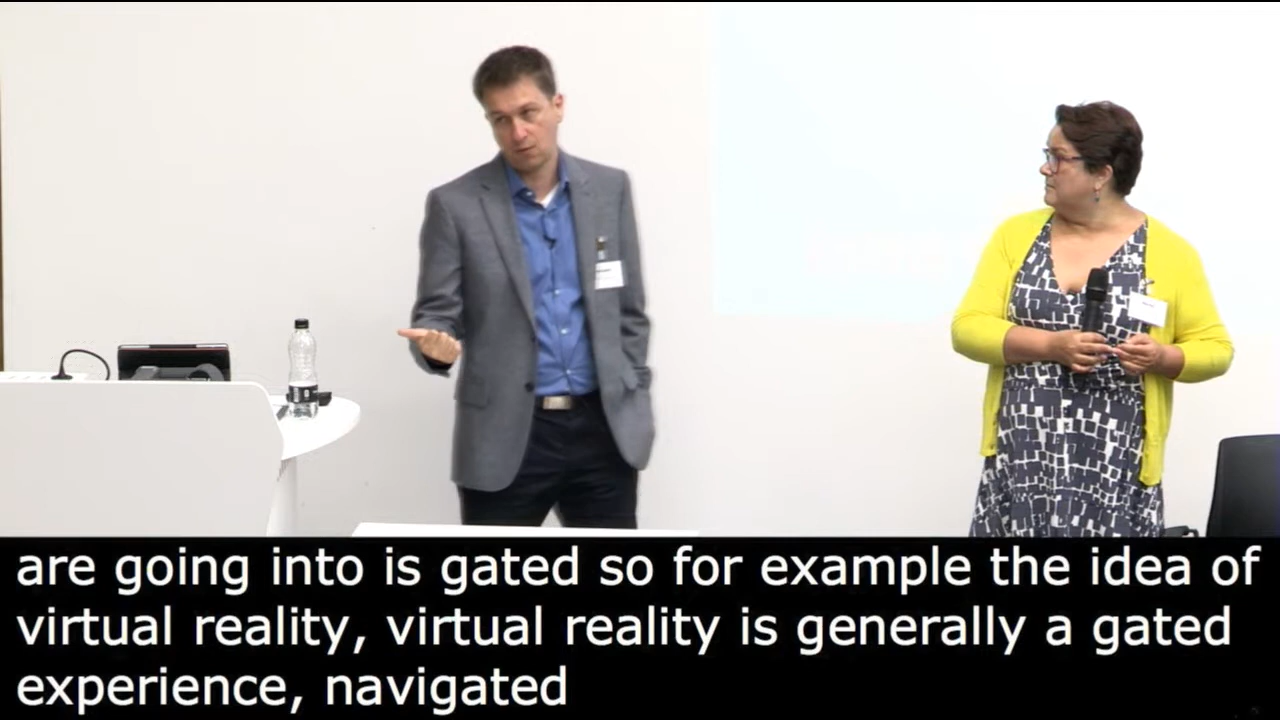 are going into is gated so for example the idea of
virtual reality, virtual reality is generally a gated
experience, navigated